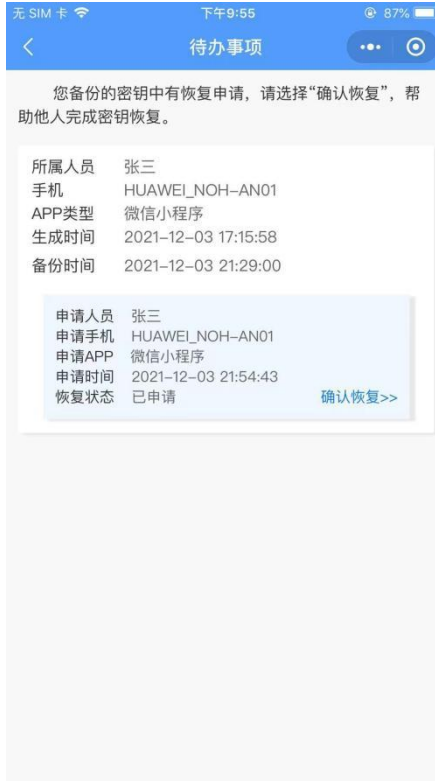 无 SIM 卡 下午9:55 87%
待办事项
您备份的密钥中有恢复申请，请选择“确认恢复”，帮
助他人完成密钥恢复。
所属人员 张三
手机 HUAWEI_NOH-AN01
APP类型 微信小程序
生成时间 2021-12-03 17:15:58
备份时间 2021-12-03 21:29:00
申请人员 张三
申请手机 HUAWEI_NOH-AN01
申请APP 微信小程序
申请时间 2021-12-03 21:54:43
恢复状态 已申请 确认恢复>>